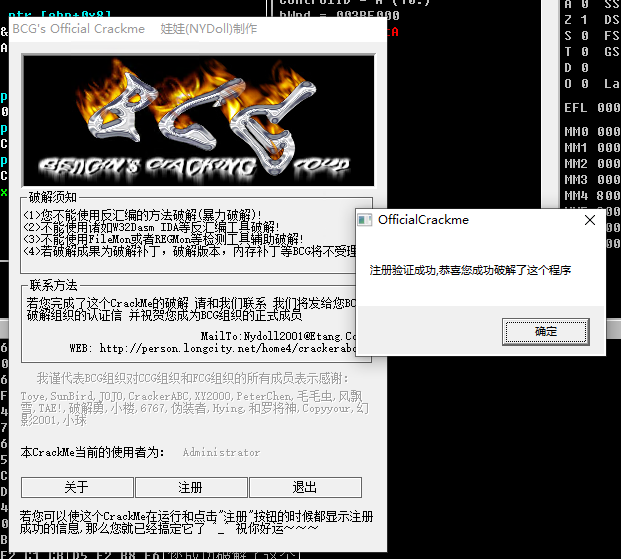 ptr [ebp+0x8]
hWnd = 003BE000
BCG's Official Crackme 娃娃(NYDoll)制作
BCG
BEGGIN'S CRACKING
破解须知
<1>您不能使用反汇编的方法破解(暴力破解)!
<2>不能使用诸如W32Dasm IDA等反汇编工具破解!
<3>不能使用FileMon或者REGMon等检测工具辅助破解!
<4>若破解成果为破解补丁，破解版本，内存补丁等BCG将不受理
联系方法
若您完成了这个CrackMe的破解 请和我们联系 我们将发给您BC
破解组织的认证信 并祝贺您成为BCG组织的正式成员
MailTo:Nydoll2001@Etang.Co
WEB: http://person.longcity.net/home4/crackerabc
我谨代表BCG组织对CCG组织和FCG组织的所有成员表示感谢:
Toye,SunBird,JOJO,CrackerABC,XY2000,PeterChen,毛毛虫,风飘
雪,TAE!,破解勇,小楼,6767,伪装者,Hying,和罗将神,Copyyour,幻
影2001,小球
本CrackMe当前的使用者为: Administrator
关于
注册
退出
若您可以使这个CrackMe在运行和点击"注册"按钮的时候都显示注册
成功的信息,那么您就已经搞定了 ^_^ 祝你好运～～～
OfficialCrackme
注册验证成功,恭喜您成功破解了这个程序
确定
A 0 SS
Z 1 DS
S 0 FS
T 0 GS
D 0
O 0 La
EFL 000
MM0 000
MM1 000
MM2 000
MM3 000
MM4 800